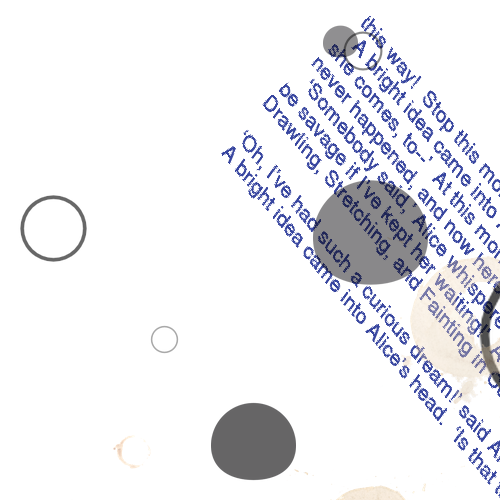 this way! Stop this mo
A bright idea came into
she comes, to--' At this mo
never happened, and now here
'Somebody said,' Alice whispere
be savage if I've kept her waiting!'
Drawling, Stretching, and Fainting in
'Oh, I've had such a curious dream!' said
A bright idea came into Alice's head. 'Is that